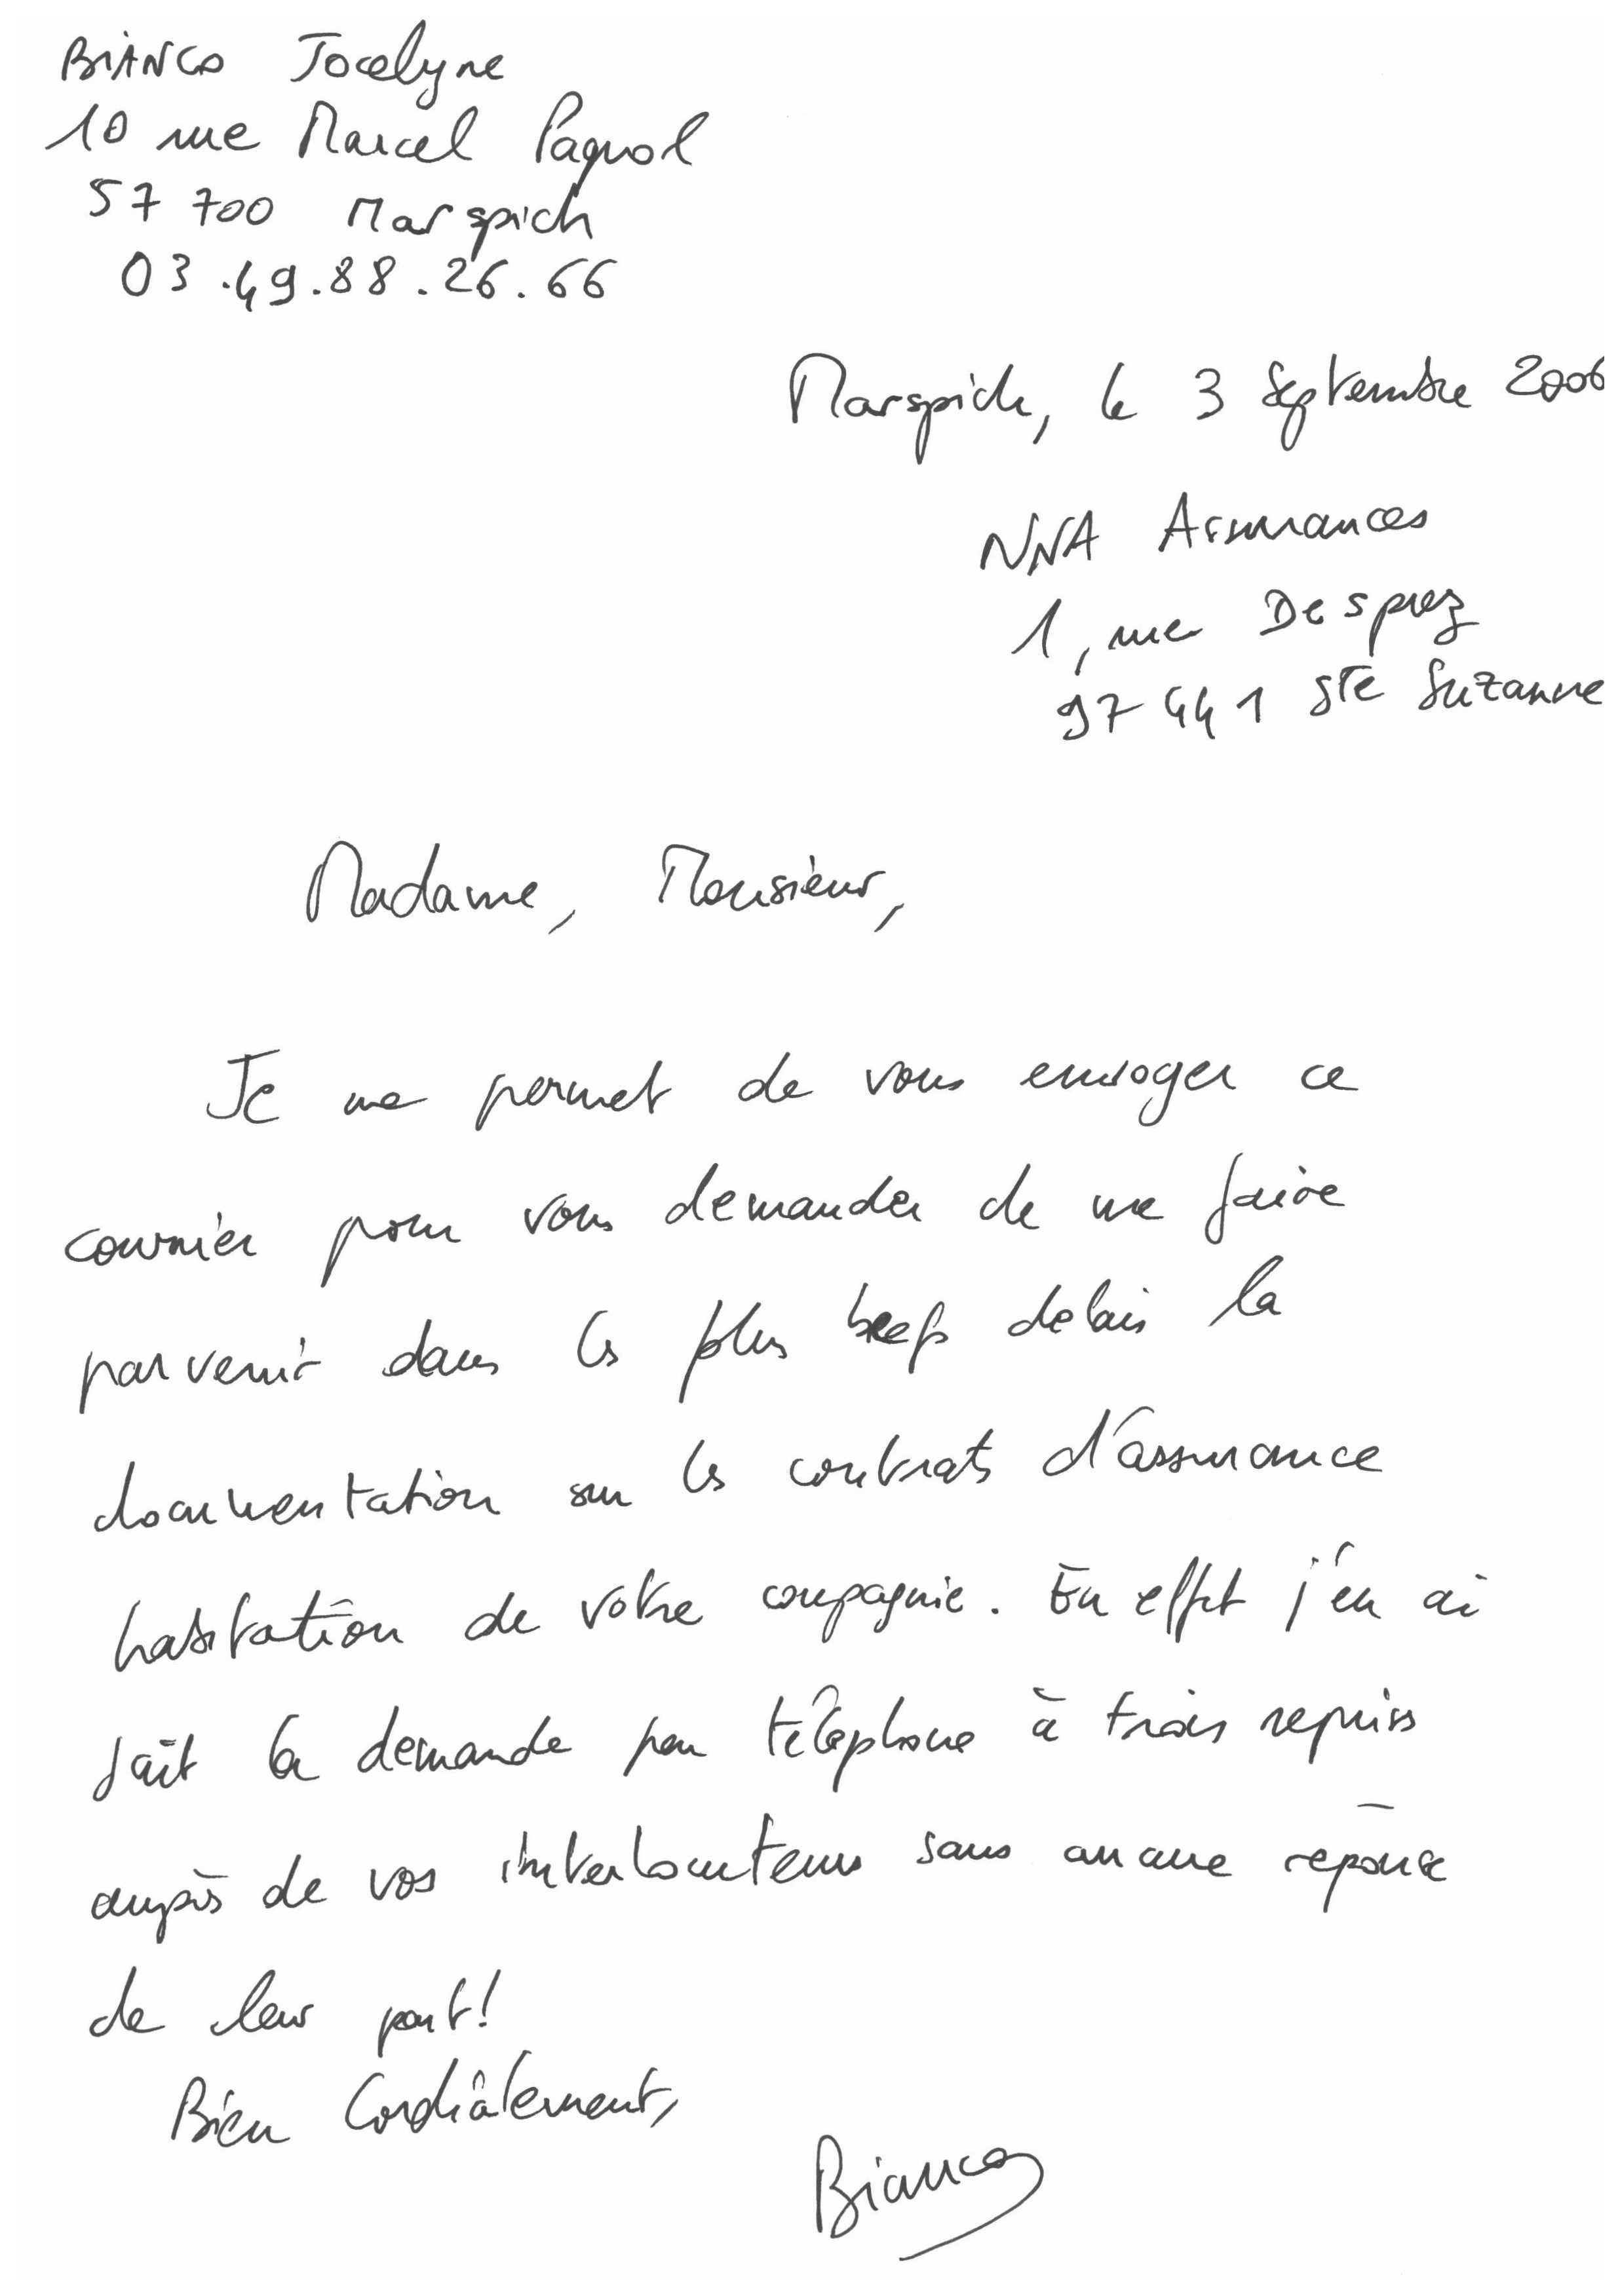 BIANCO Jocelyne
10 rue Marcel Pagnol
57 700 Marspich
03.49.88.26.66
Marspich, le 3 Septembre 2006
NNA Assurances
1, rue Desprez
97 441 Ste Suzanne
Madame, Monsieur,
Je me permet de vous envoyer ce
courrier pour vous demander de me faire
parvenir dans les plus brefs delais la
documentation sur les contrats d'assurance
habitation de votre compagnie. En effet j'en ai
fait la demande par téléphone à trois reprises
auprès de vos interlocuteurs sans aucune réponse
de leur part!
Bien Cordialement,
Bianco